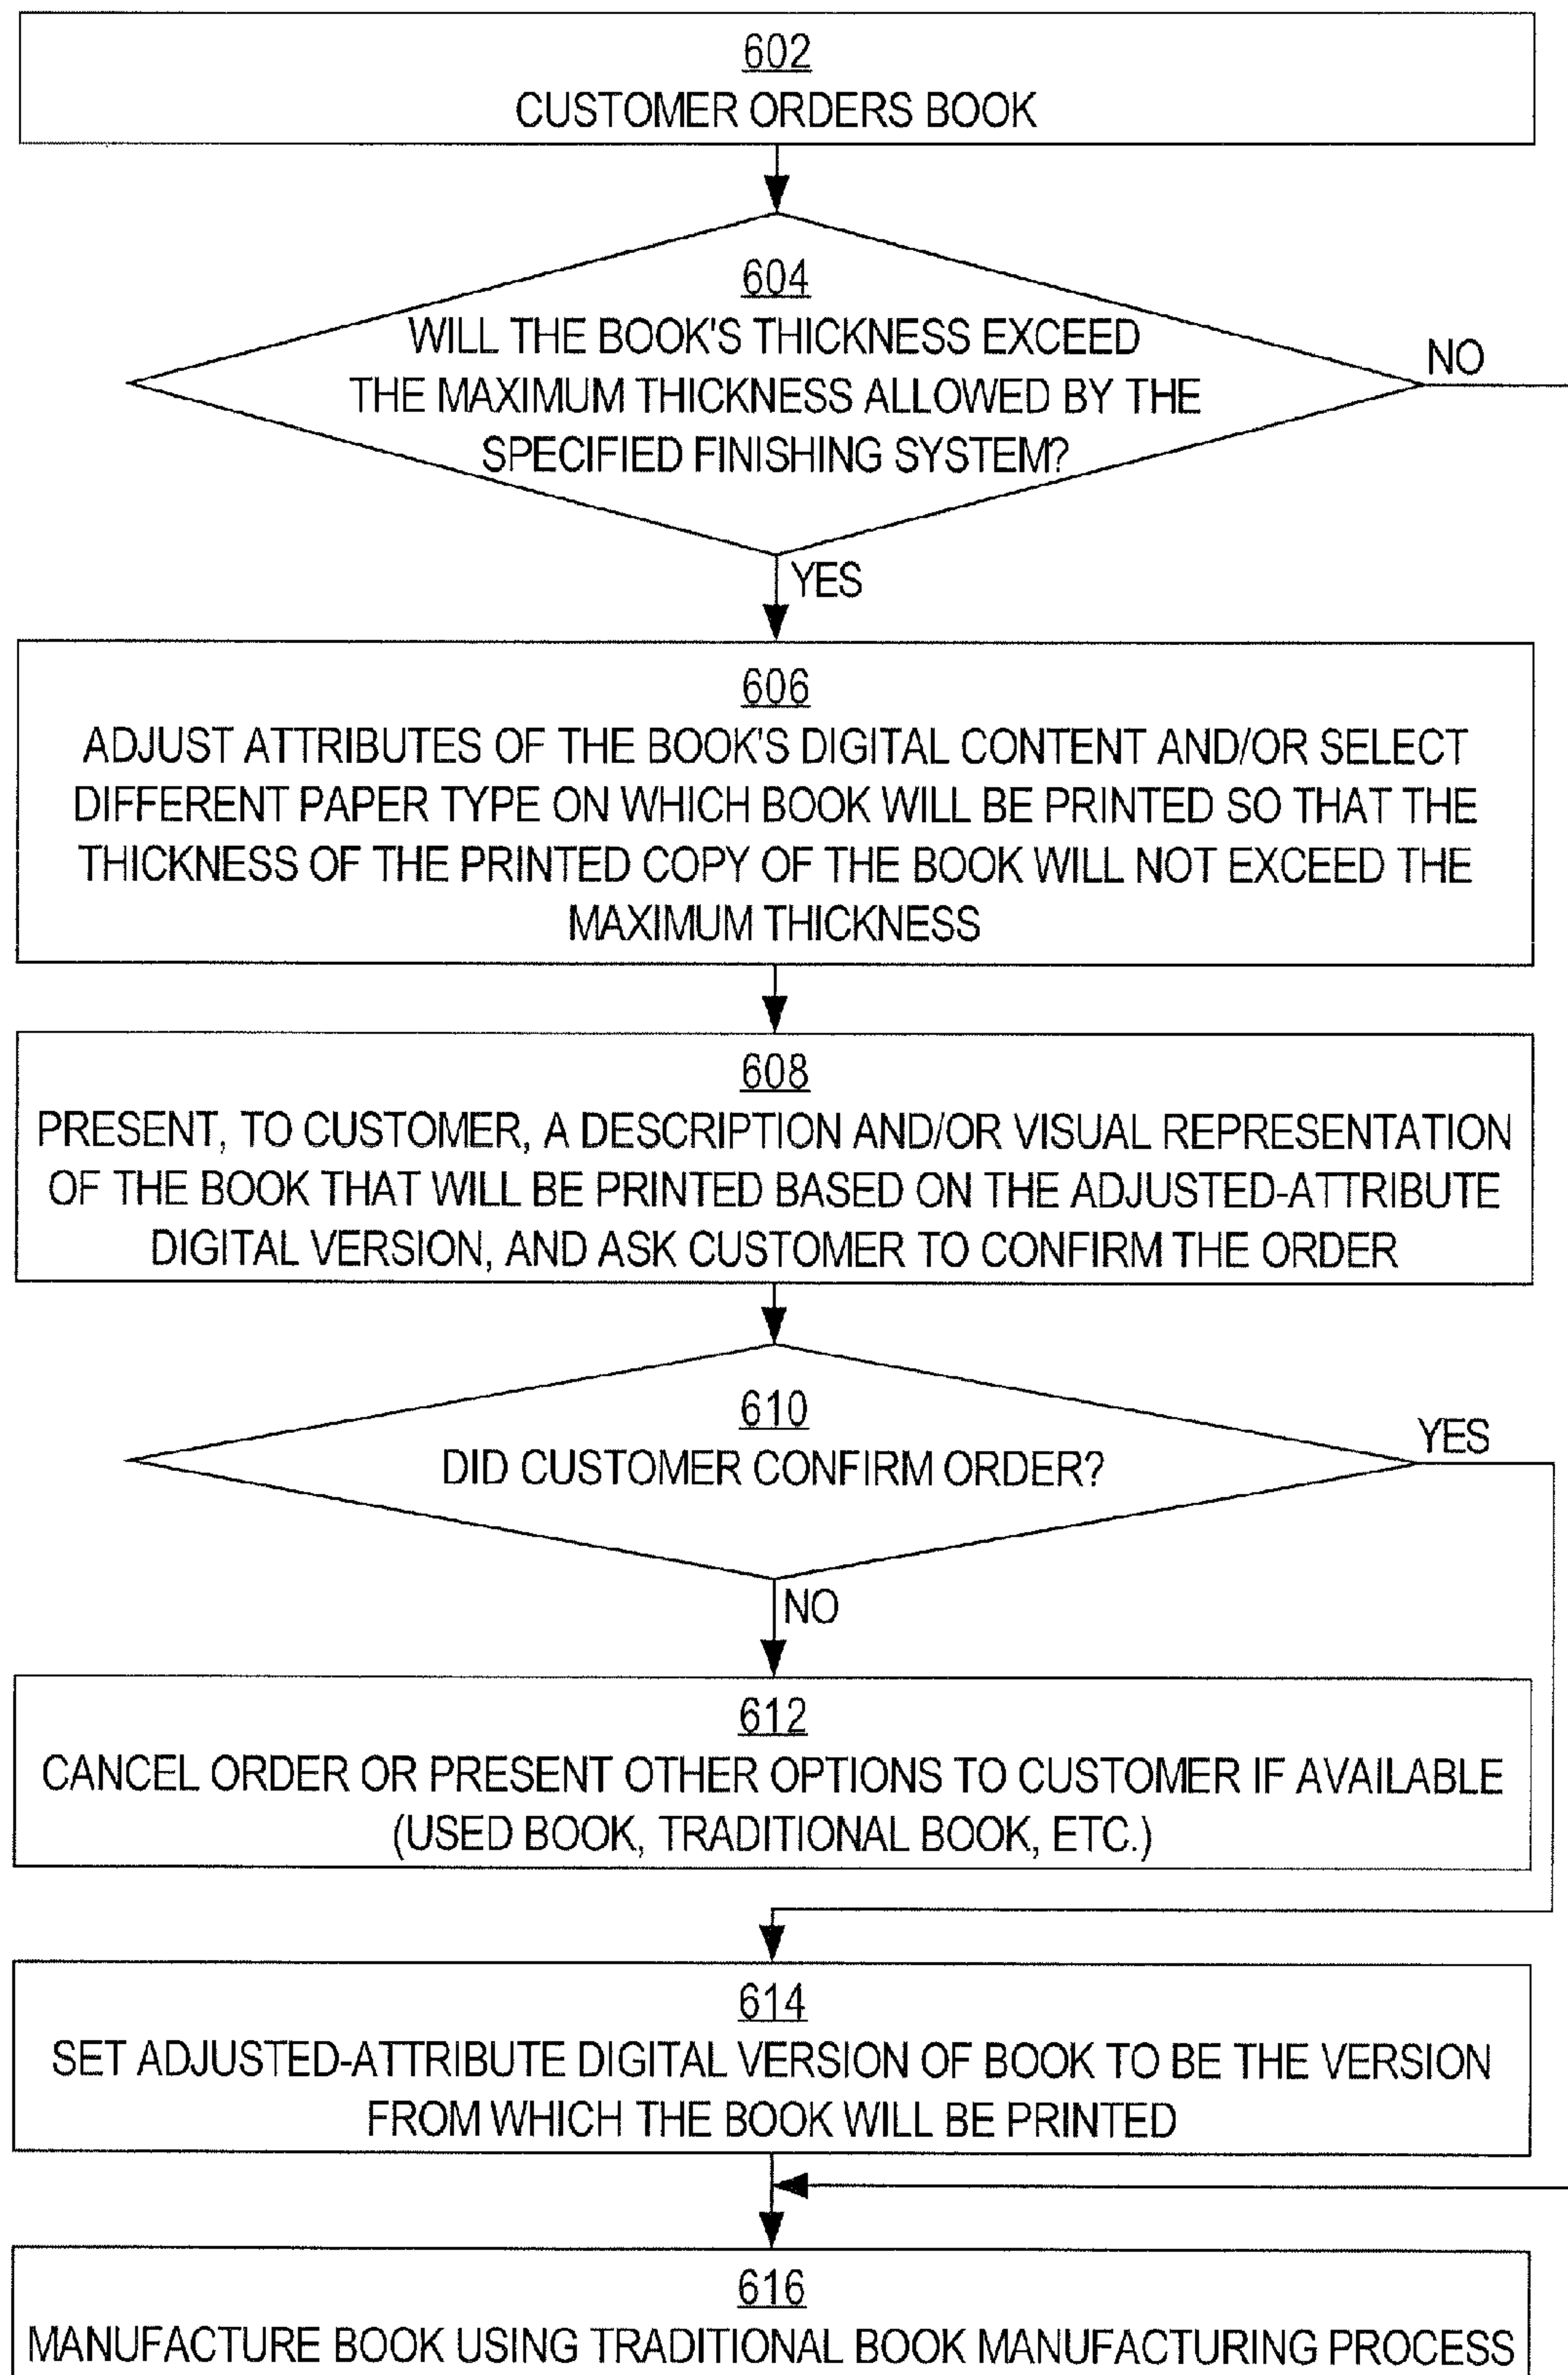 602
CUSTOMER ORDERS BOOK
604
WILL THE BOOK'S THICKNESS EXCEED
THE MAXIMUM THICKNESS ALLOWED BY THE
SPECIFIED FINISHING SYSTEM?
NO
YES
606
ADJUST ATTRIBUTES OF THE BOOK'S DIGITAL CONTENT AND/OR SELECT
DIFFERENT PAPER TYPE ON WHICH BOOK WILL BE PRINTED SO THAT THE
THICKNESS OF THE PRINTED COPY OF THE BOOK WILL NOT EXCEED THE
MAXIMUM THICKNESS
608
PRESENT, TO CUSTOMER, A DESCRIPTION AND/OR VISUAL REPRESENTATION
OF THE BOOK THAT WILL BE PRINTED BASED ON THE ADJUSTED-ATTRIBUTE
DIGITAL VERSION, AND ASK CUSTOMER TO CONFIRM THE ORDER
610
DID CUSTOMER CONFIRM ORDER?
YES
NO
612
CANCEL ORDER OR PRESENT OTHER OPTIONS TO CUSTOMER IF AVAILABLE
(USED BOOK, TRADITIONAL BOOK, ETC.)
614
SET ADJUSTED-ATTRIBUTE DIGITAL VERSION OF BOOK TO BE THE VERSION
FROM WHICH THE BOOK WILL BE PRINTED
616
MANUFACTURE BOOK USING TRADITIONAL BOOK MANUFACTURING PROCESS